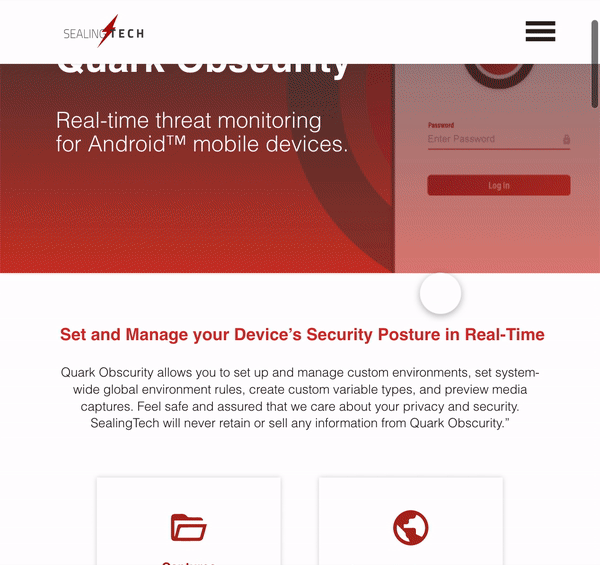 SEALINGTECH
Quark Obscurity
Real-time threat monitoring
for Android™ mobile devices.
Password
Enter Password
Log In
Set and Manage your Device’s Security Posture in Real-Time
Quark Obscurity allows you to set up and manage custom environments, set system-
wide global environment rules, create custom variable types, and preview media
captures. Feel safe and assured that we care about your privacy and security.
SealingTech will never retain or sell any information from Quark Obscurity.”
Captures